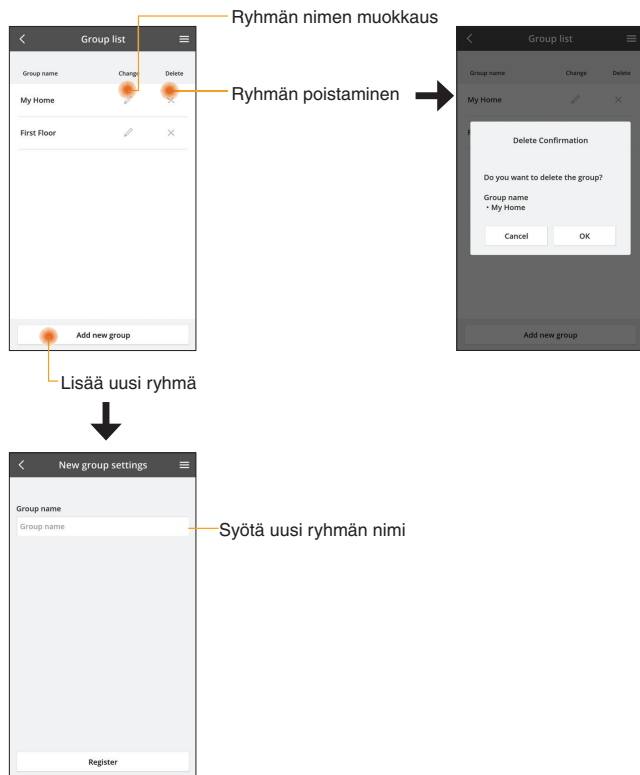 Ryhmän nimen muokkaus
Group list
Group name Change Delete
My Home
First Floor
Add new group
Ryhmän poistaminen
Group list
Group name Change Delete
My Home
F
Delete Confirmation
Do you want to delete the group?
Group name
・My Home
Cancel OK
Add new group
Lisää uusi ryhmä
New group settings
Group name
Group name
Syötä uusi ryhmän nimi
Register